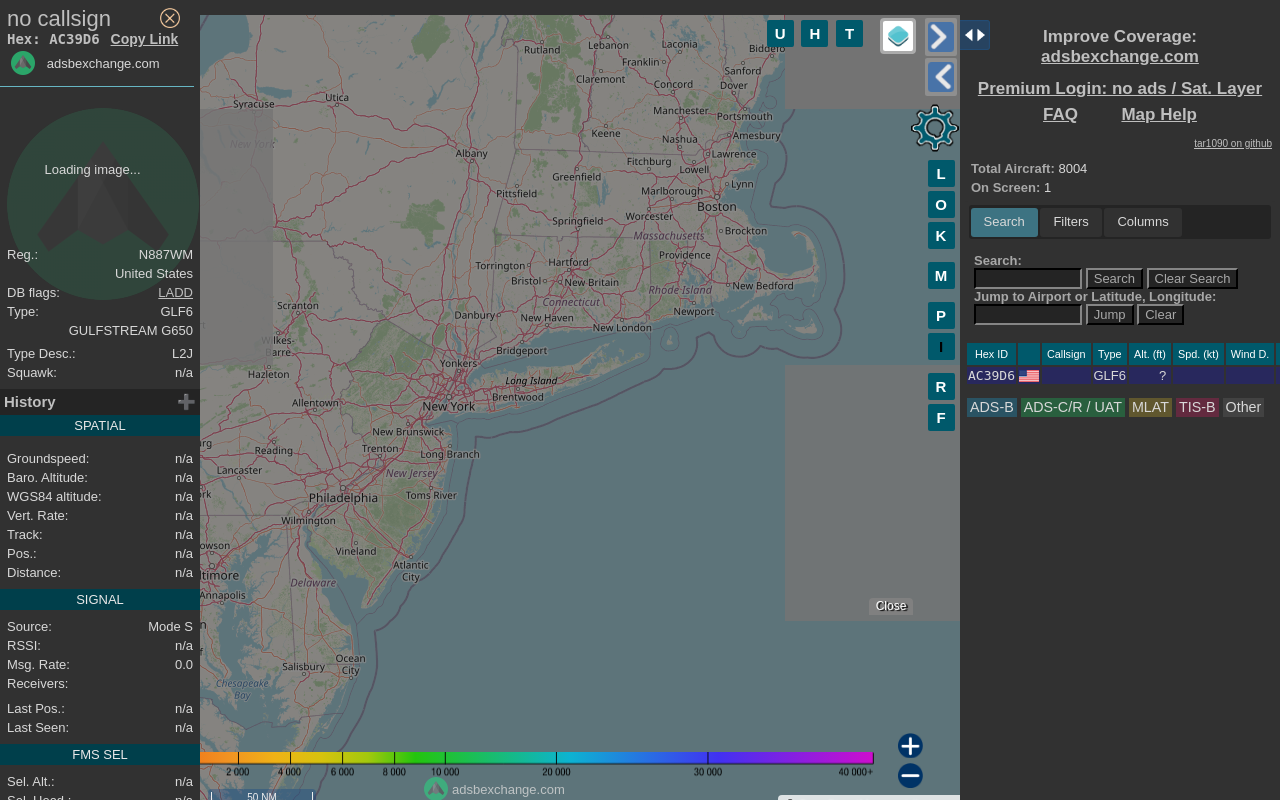 no callsign
Hex: AC39D6 Copy Link
adsbexchange.com
Loading image...
Reg.: N887WM
United States
DB flags: LADD
Type: GLF6
GULFSTREAM G650
Type Desc.: L2J
Squawk: n/a
History
SPATIAL
Groundspeed: n/a
Baro. Altitude: n/a
WGS84 altitude: n/a
Vert. Rate: n/a
Track: n/a
Pos.: n/a
Distance: n/a
SIGNAL
Source: Mode S
RSSI: n/a
Msg. Rate: 0.0
Receivers:
Last Pos.: n/a
Last Seen: n/a
FMS SEL
Sel. Alt.: n/a
Sel. Head.: n/a
U H T
Rutland
Lebanon
Laconia
Franklin
Sanford
Claremont
Concord
Dover
Syracuse
Utica
Manchester
Portsmouth
Keene
Nashua
Amesbury
New York
Albany
Fitchburg
Lawrence
Greenfield
Lowell
Pittsfield
Marlborough
Lynn
Springfield
Worcester
Boston
Massachusetts
Brockton
Torrington
Hartford
Providence
Bristol
New Britain
Rhode Island
New Bedford
Scranton
Connecticut
Danbury
New Haven
New London
Newport
Wilkes-
Barre
Bridgeport
Hazleton
Yonkers
Long Island
Allentown
New York
Brentwood
New Brunswick
Reading
Trenton
Long Branch
Lancaster
New Jersey
Philadelphia
Toms River
Wilmington
Vineland
Atlantic
City
Delaware
Annapolis
Salisbury
Ocean
City
Chesapeake
Bay
L
O
K
M
P
I
R
F
Close
2 000 4 000 6 000 8 000 10 000 20 000 30 000 40 000+
50 NM
adsbexchange.com
Improve Coverage:
adsbexchange.com
Premium Login: no ads / Sat. Layer
FAQ Map Help
tar1090 on github
Total Aircraft: 8004
On Screen: 1
Search Filters Columns
Search:
Search Clear Search
Jump to Airport or Latitude, Longitude:
Jump Clear
Hex ID Callsign Type Alt. (ft) Spd. (kt) Wind D.
AC39D6 GLF6 ?
ADS-B ADS-C/R / UAT MLAT TIS-B Other